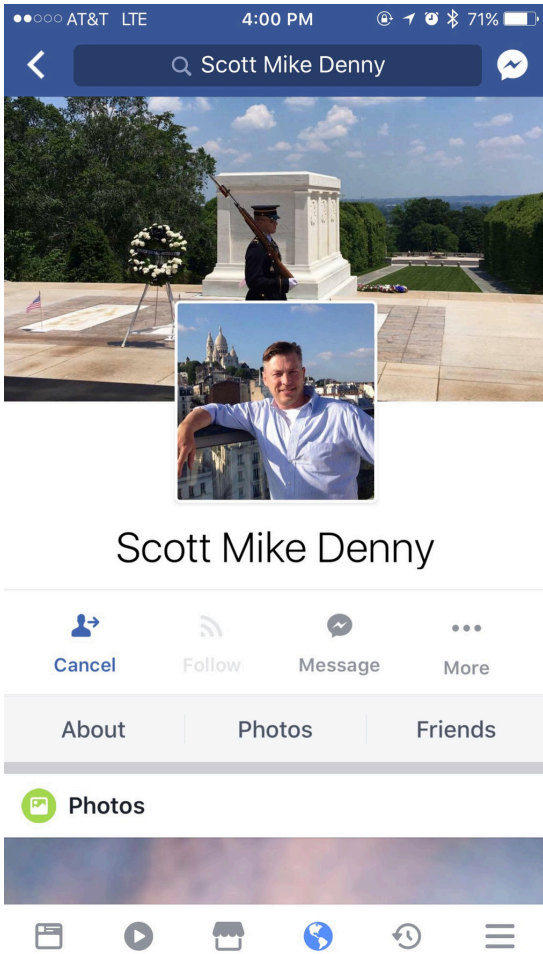 AT&T LTE 4:00 PM 71%
Scott Mike Denny
Scott Mike Denny
Cancel Follow Message More
About Photos Friends
Photos